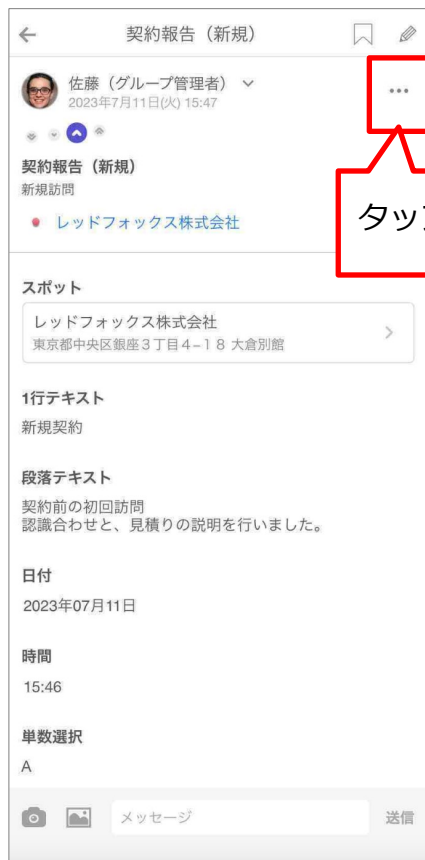 契約報告（新規）
佐藤（グループ管理者）
2023年7月11日(火) 15:47
契約報告（新規）
新規訪問
レッドフォックス株式会社
タッ
スポット
レッドフォックス株式会社
東京都中央区銀座３丁目４−１８ 大倉別館
1行テキスト
新規契約
段落テキスト
契約前の初回訪問
認識合わせと、見積りの説明を行いました。
日付
2023年07月11日
時間
15:46
単数選択
A
メッセージ
送信